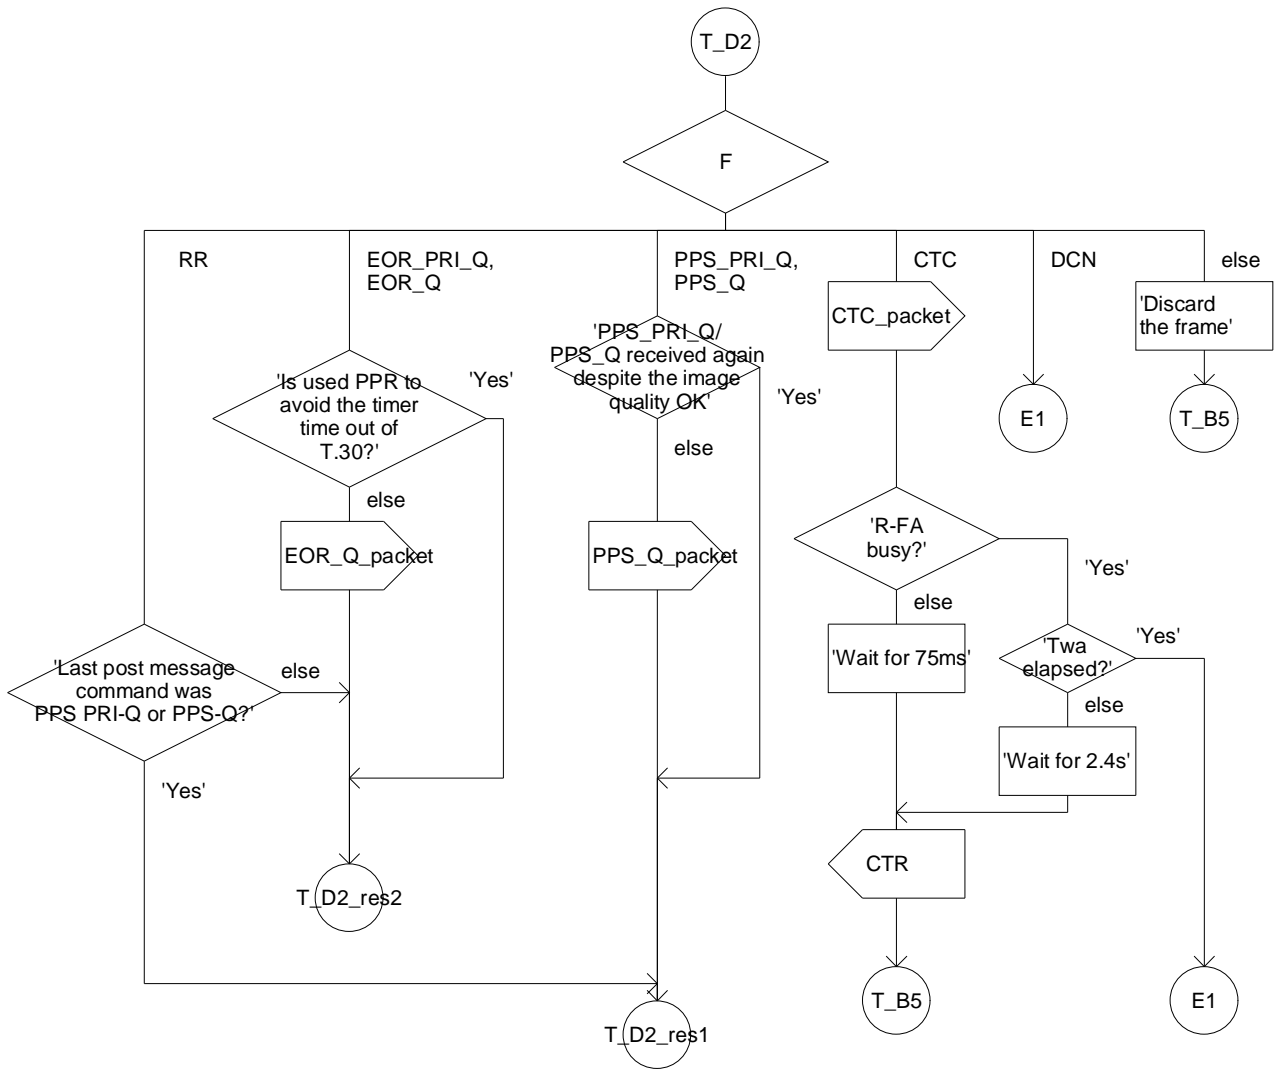 T_D2
F
RR
EOR_PRI_Q,
EOR_Q
PPS_PRI_Q,
PPS_Q
CTC
DCN
else
'PPS_PRI_Q/
PPS_Q received again
despite the image
quality OK'
CTC_packet
'Discard
the frame'
'Is used PPR to
avoid the timer
time out of
T.30?'
'Yes'
'Yes'
E1
T_B5
else
else
EOR_Q_packet
PPS_Q_packet
'R-FA
busy?'
'Yes'
else
'Last post message
command was
PPS PRI-Q or PPS-Q?'
else
'Wait for 75ms'
'Twa
elapsed?'
'Yes'
else
'Wait for 2.4s'
'Yes'
CTR
T_D2_res2
T_D2_res1
T_B5
E1